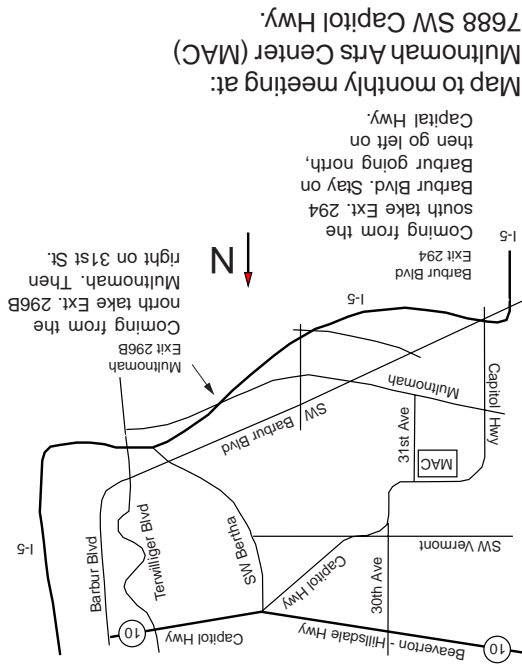 10
Beaverton - Hillsdale Hwy
Capitol Hwy
10
30th Ave
Capitol Hwy
SW Bertha
Terwilliger Blvd
Barbur Blvd
I-5
SW Vermont
MAC
31st Ave
Capitol Hwy
Multnomah
SW
Barbur Blvd
I-5
I-5
Multnomah
Exit 296B
Coming from the
north take Ext. 296B
Multnomah. Then
right on 31st St.
N
Barbur Blvd
Exit 294
Coming from the
south take Ext. 294
Barbur Blvd. Stay on
Barbur going north,
then go left on
Capital Hwy.
Map to monthly meeting at:
Multnomah Arts Center (MAC)
7688 SW Capitol Hwy.